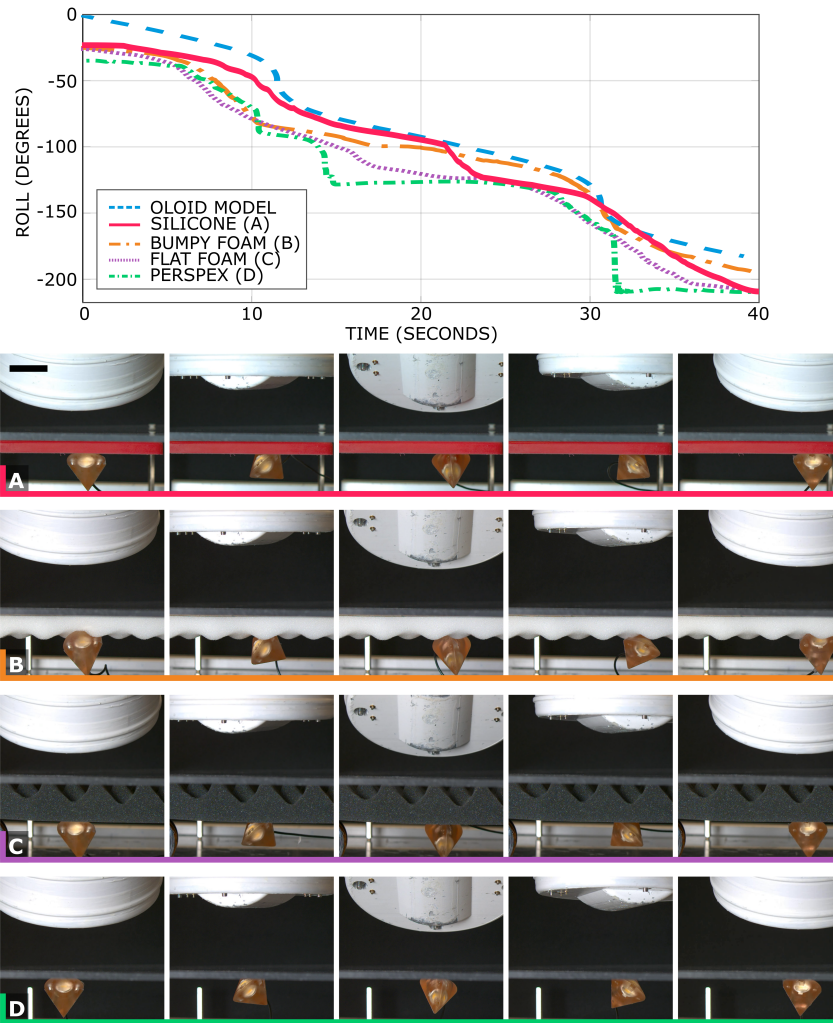 0
-50
-100
-150
-200
ROLL (DEGREES)
OLOID MODEL
SILICONE (A)
BUMPY FOAM (B)
FLAT FOAM (C)
PERSPEX (D)
0 10 20 30 40
TIME (SECONDS)
A
B
C
D